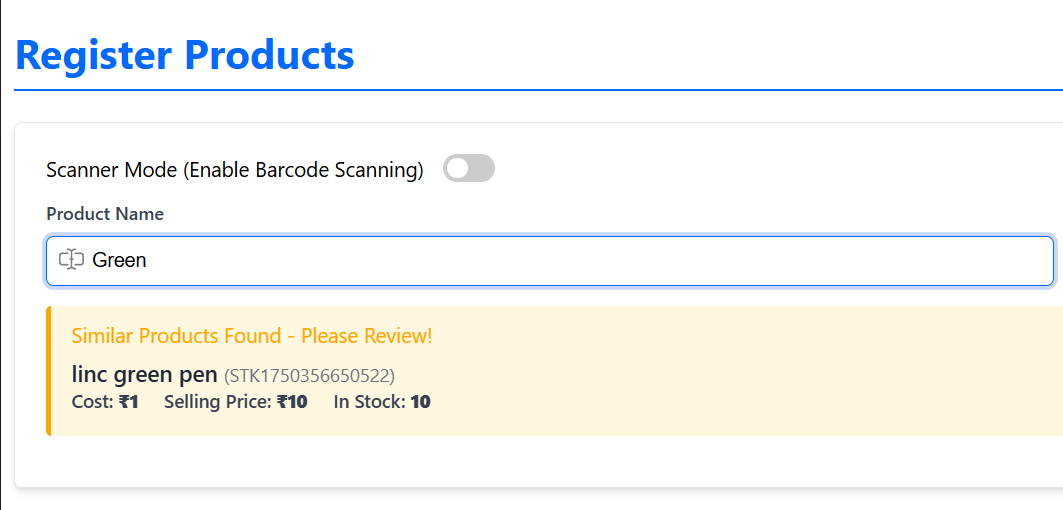 Register Products
Scanner Mode (Enable Barcode Scanning)
Product Name
Green
Similar Products Found - Please Review!
linc green pen (STK1750356650522)
Cost: ₹1 Selling Price: ₹10 In Stock: 10